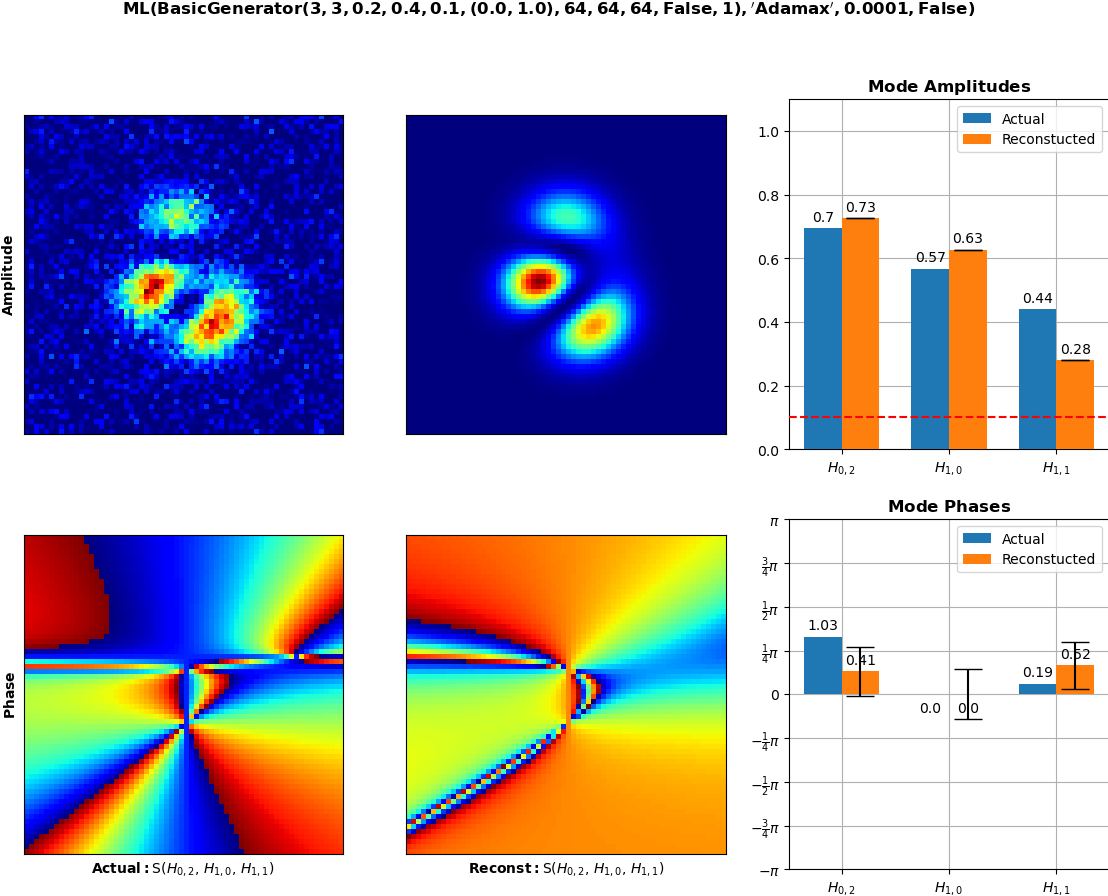 ML(BasicGenerator(3, 3, 0.2, 0.4, 0.1, (0.0, 1.0), 64, 64, 64, False, 1), 'Adamax', 0.0001, False)
Amplitude
Mode Amplitudes
Actual
Reconstucted
1.0
0.8
0.6
0.4
0.2
0.0
0.7
0.73
0.57
0.63
0.44
0.28
H0, 2
H1, 0
H1, 1
Phase
Actual: S(H0, 2, H1, 0, H1, 1)
Reconst: S(H0, 2, H1, 0, H1, 1)
Mode Phases
Actual
Reconstucted
π
3/4π
1/2π
1/4π
0
−1/4π
−1/2π
−3/4π
−π
1.03
0.41
0.0
0.0
0.19
0.52
H0, 2
H1, 0
H1, 1